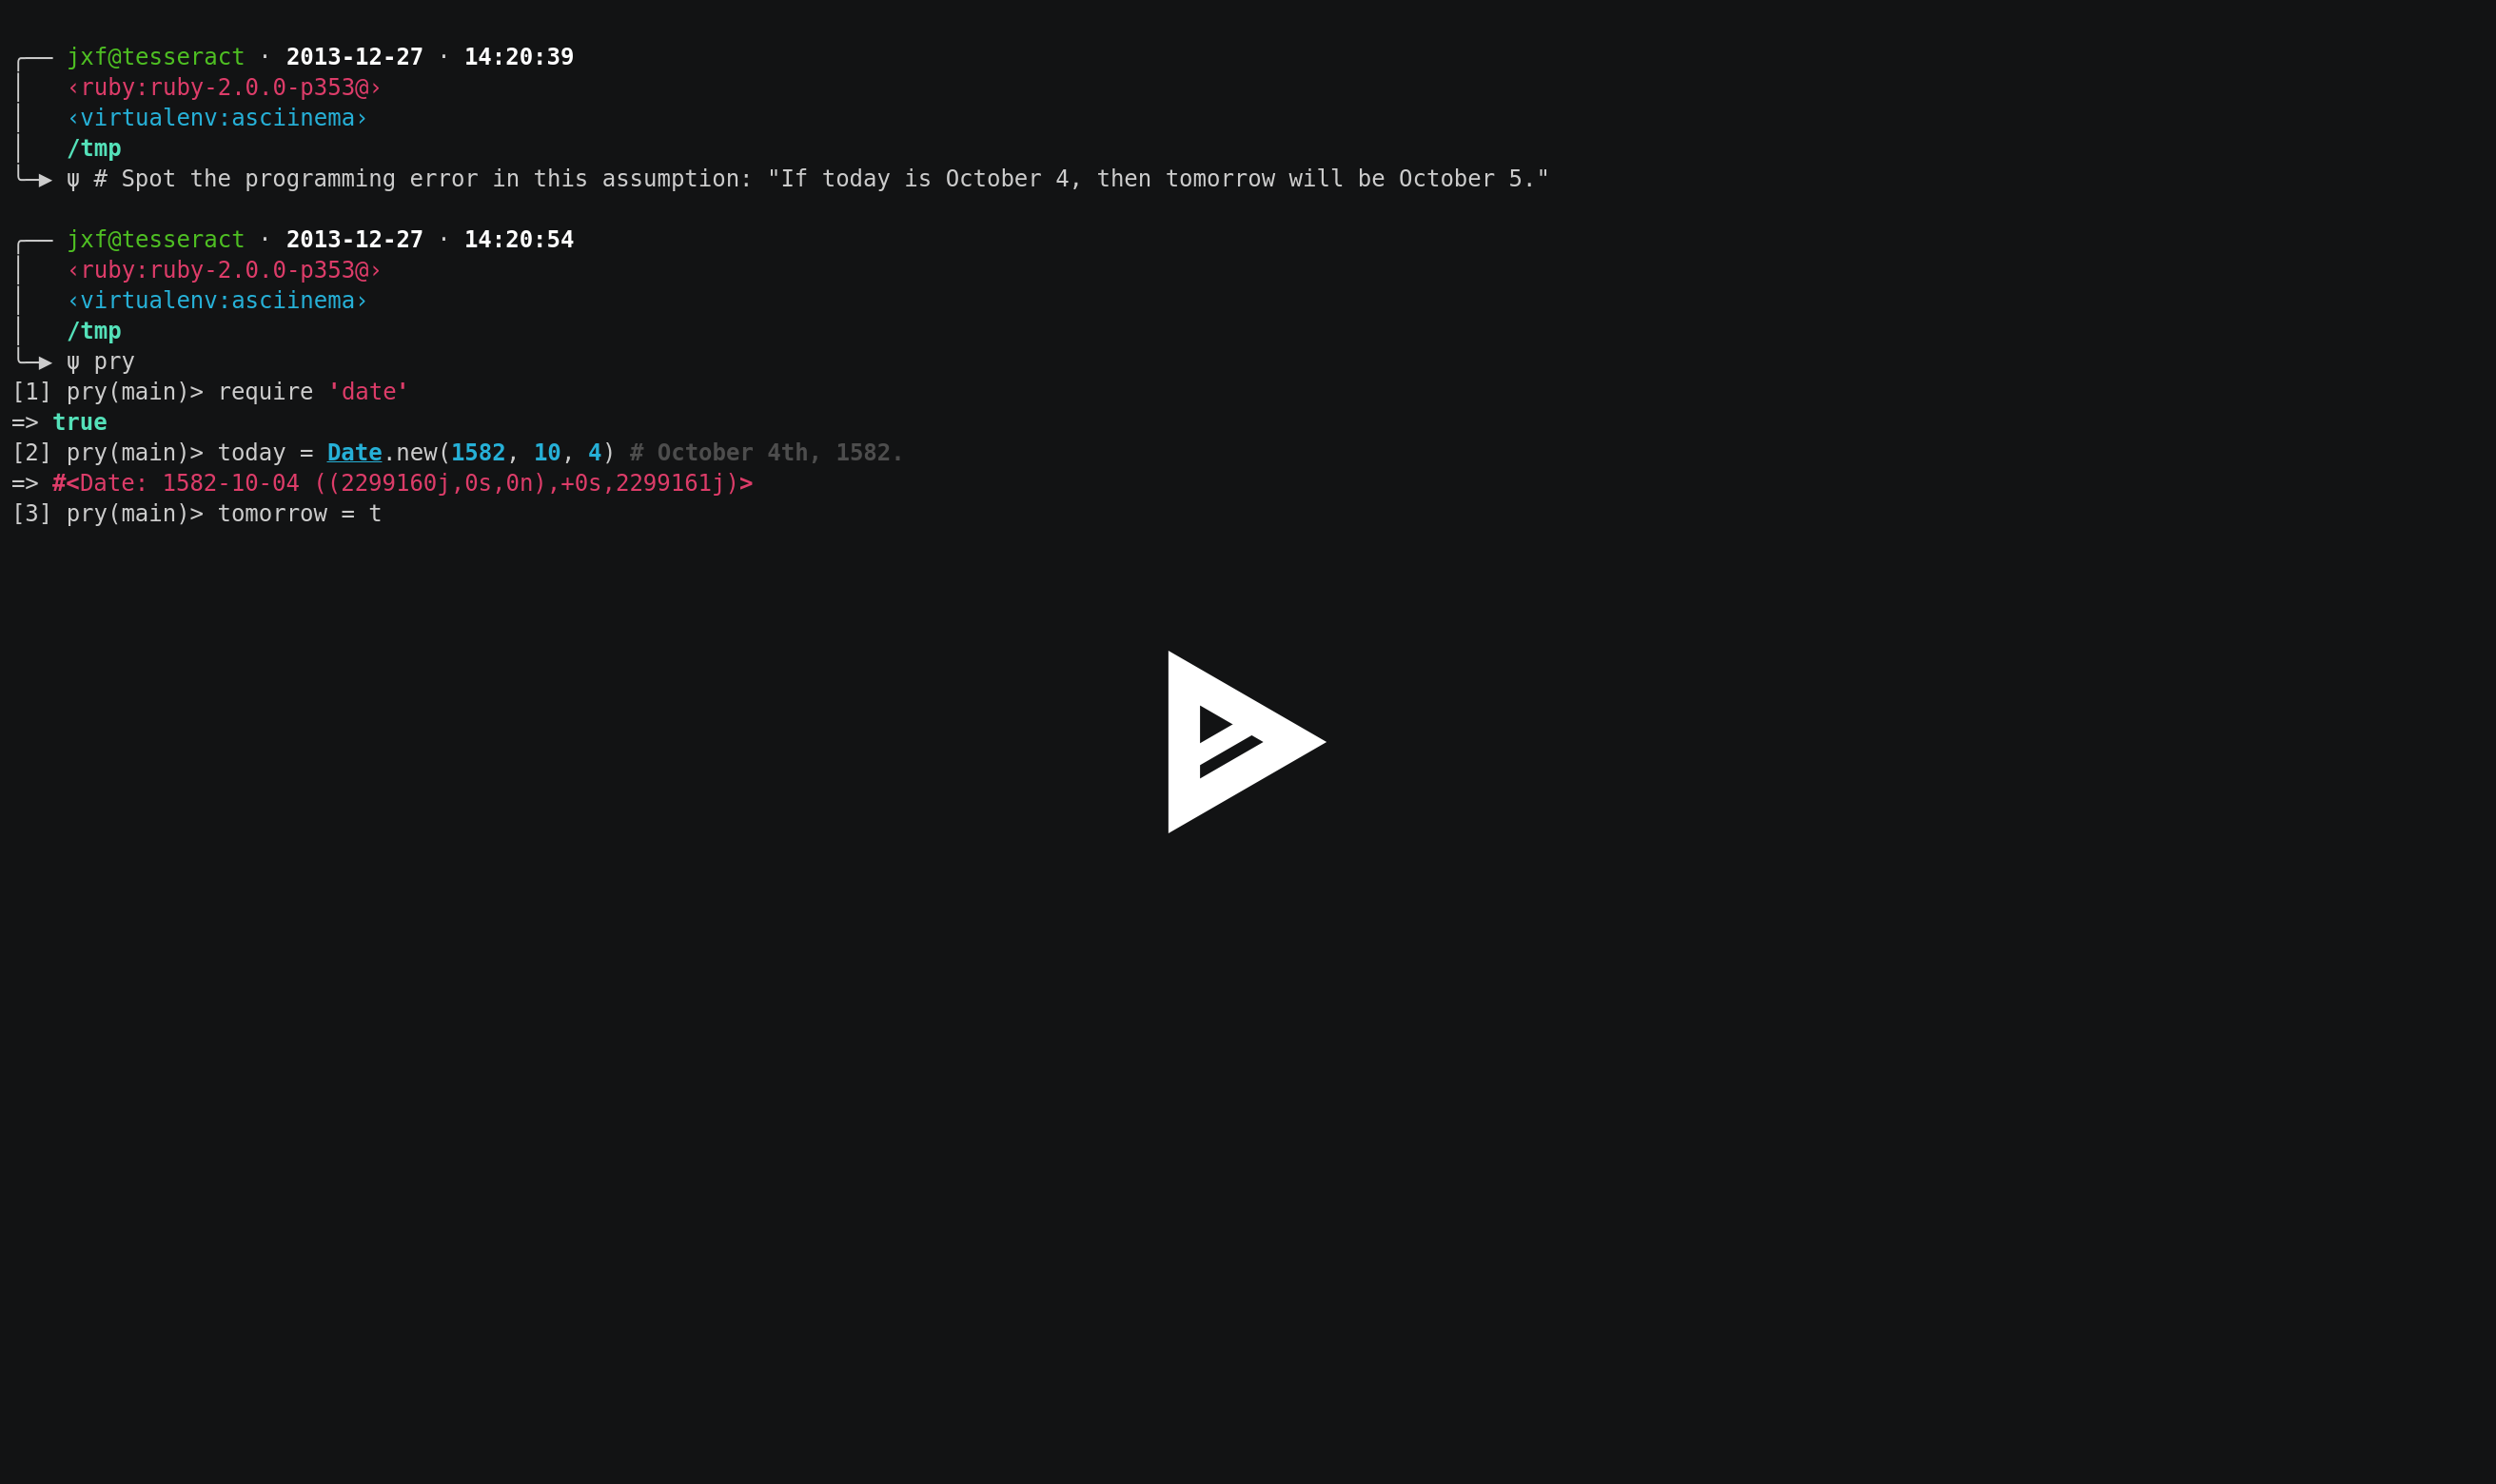 ╭── jxf@tesseract · 2013-12-27 · 14:20:39
│   ‹ruby:ruby-2.0.0-p353@›
│   ‹virtualenv:asciinema›
│   /tmp
╰─▶ ψ # Spot the programming error in this assumption: "If today is October 4, then tomorrow will be October 5."
╭── jxf@tesseract · 2013-12-27 · 14:20:54
│   ‹ruby:ruby-2.0.0-p353@›
│   ‹virtualenv:asciinema›
│   /tmp
╰─▶ ψ pry
[1] pry(main)> require 'date'
=> true
[2] pry(main)> today = Date.new(1582, 10, 4) # October 4th, 1582.
=> #<Date: 1582-10-04 ((2299160j,0s,0n),+0s,2299161j)>
[3] pry(main)> tomorrow = t